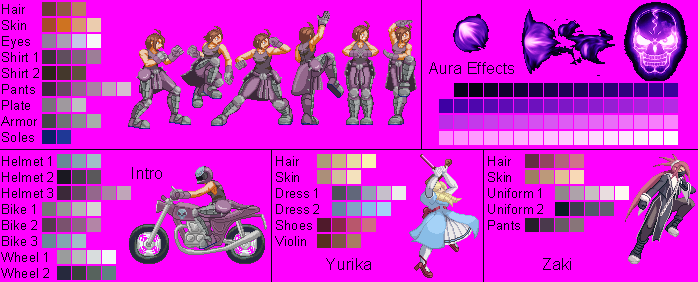 Hair
Skin
Eyes
Shirt 1
Shirt 2
Pants
Plate
Armor
Soles
Aura Effects
Helmet 1
Helmet 2
Helmet 3
Bike 1
Bike 2
Bike 3
Wheel 1
Wheel 2
Intro
Hair
Skin
Dress 1
Dress 2
Shoes
Violin
Yurika
Hair
Skin
Uniform 1
Uniform 2
Pants
Zaki